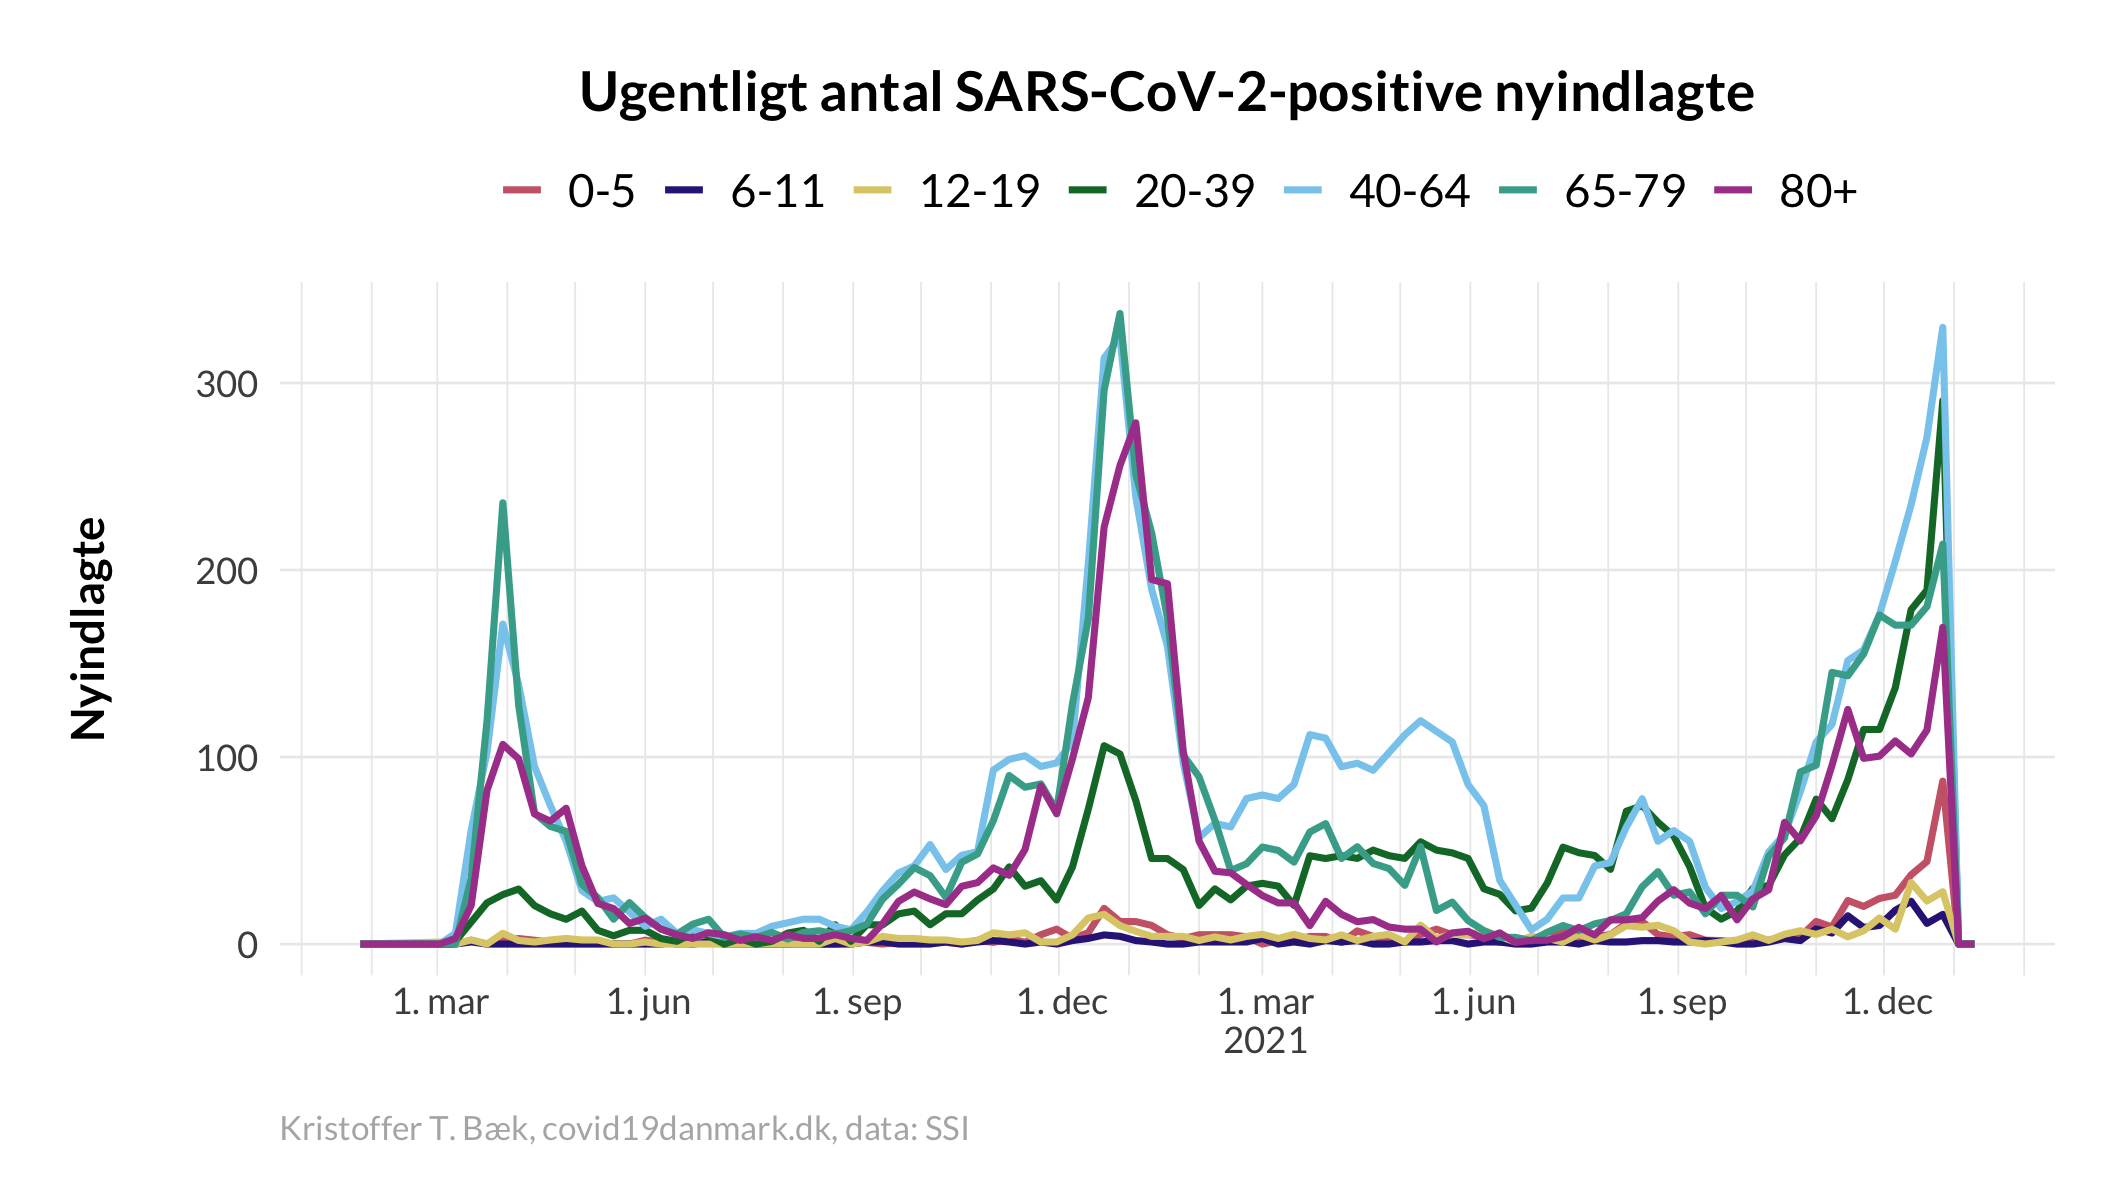 Ugentligt antal SARS-CoV-2-positive nyindlagte
0-5 6-11 12-19 20-39 40-64 65-79 80+
Nyindlagte
300
200
100
0
1. mar 1. jun 1. sep 1. dec 1. mar 1. jun 1. sep 1. dec
2021
Kristoffer T. Bæk, covid19danmark.dk, data: SSI